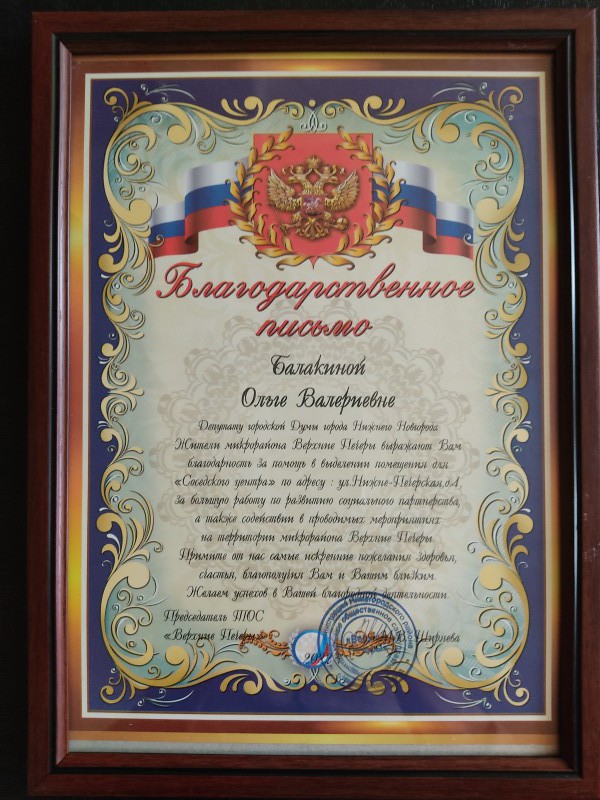 Благодарственное
письмо
Балакиной
Ольге Валериевне
Депутату городской Думы города Нижнего Новгорода
Жители микрорайона Верхние Печеры выражают Вам
благодарность за помощь в выделении помещения для
«Соседского центра» по адресу : ул.Нижне-Печерская,д.4,
за большую работу по развитию социального партнерства,
а также содействии в проводимых мероприятиях
на территории микрорайона Верхние Печеры.
Примите от нас самые искренние пожелания здоровья,
счастья, благополучия Вам и Вашим близким.
Желаем успехов в Вашей благородной деятельности.
Председатель ТОС
«Верхние Печеры» Ширяева